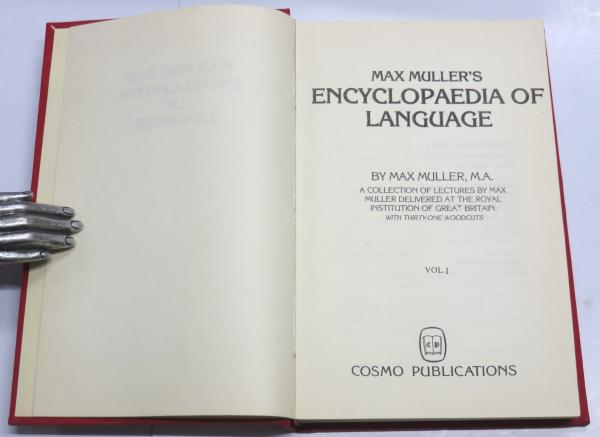 MAX MULLER'S
ENCYCLOPAEDIA OF
LANGUAGE
BY MAX MULLER, M.A.
A COLLECTION OF LECTURES BY MAX
MULLER DELIVERED AT THE ROYAL
INSTITUTION OF GREAT BRITAIN.
WITH THIRTY-ONE WOODCUTS
VOL.1
C P
COSMO PUBLICATIONS